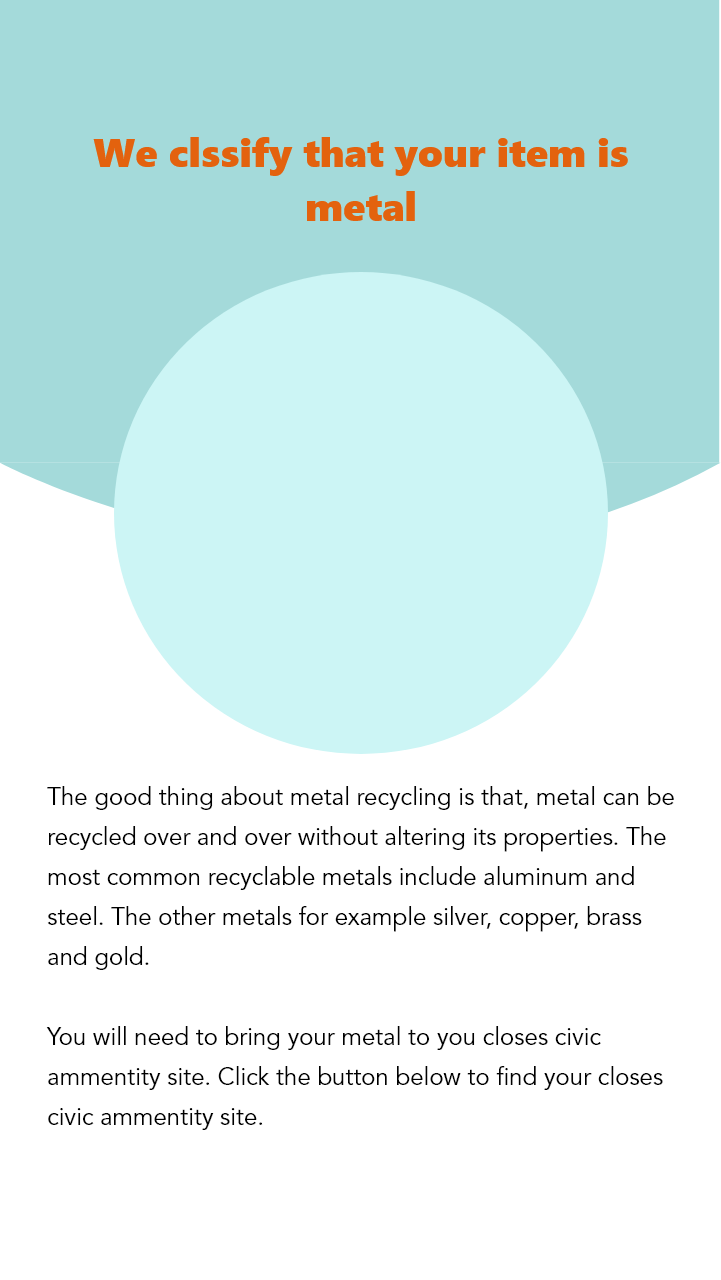 We clssify that your item is
metal
The good thing about metal recycling is that, metal can be
recycled over and over without altering its properties. The
most common recyclable metals include aluminum and
steel. The other metals for example silver, copper, brass
and gold.
You will need to bring your metal to you closes civic
ammentity site. Click the button below to find your closes
civic ammentity site.